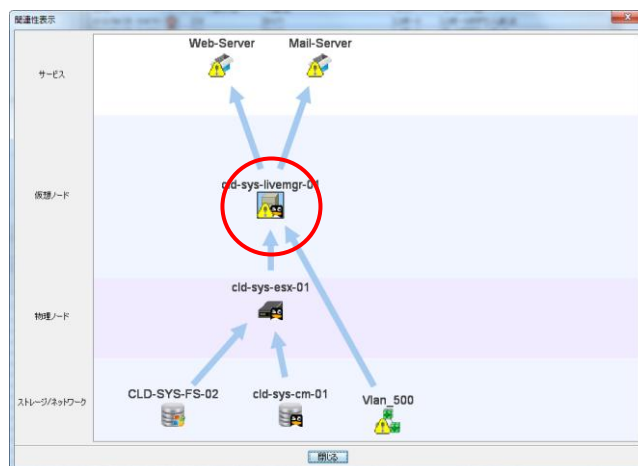 関連性表示
Web-Server
Mail-Server
サービス
cld-sys-livemgr-01
仮想ノード
cld-sys-esx-01
物理ノード
CLD-SYS-FS-02
cld-sys-cm-01
Vlan_500
ストレージ/ネットワーク
閉じる